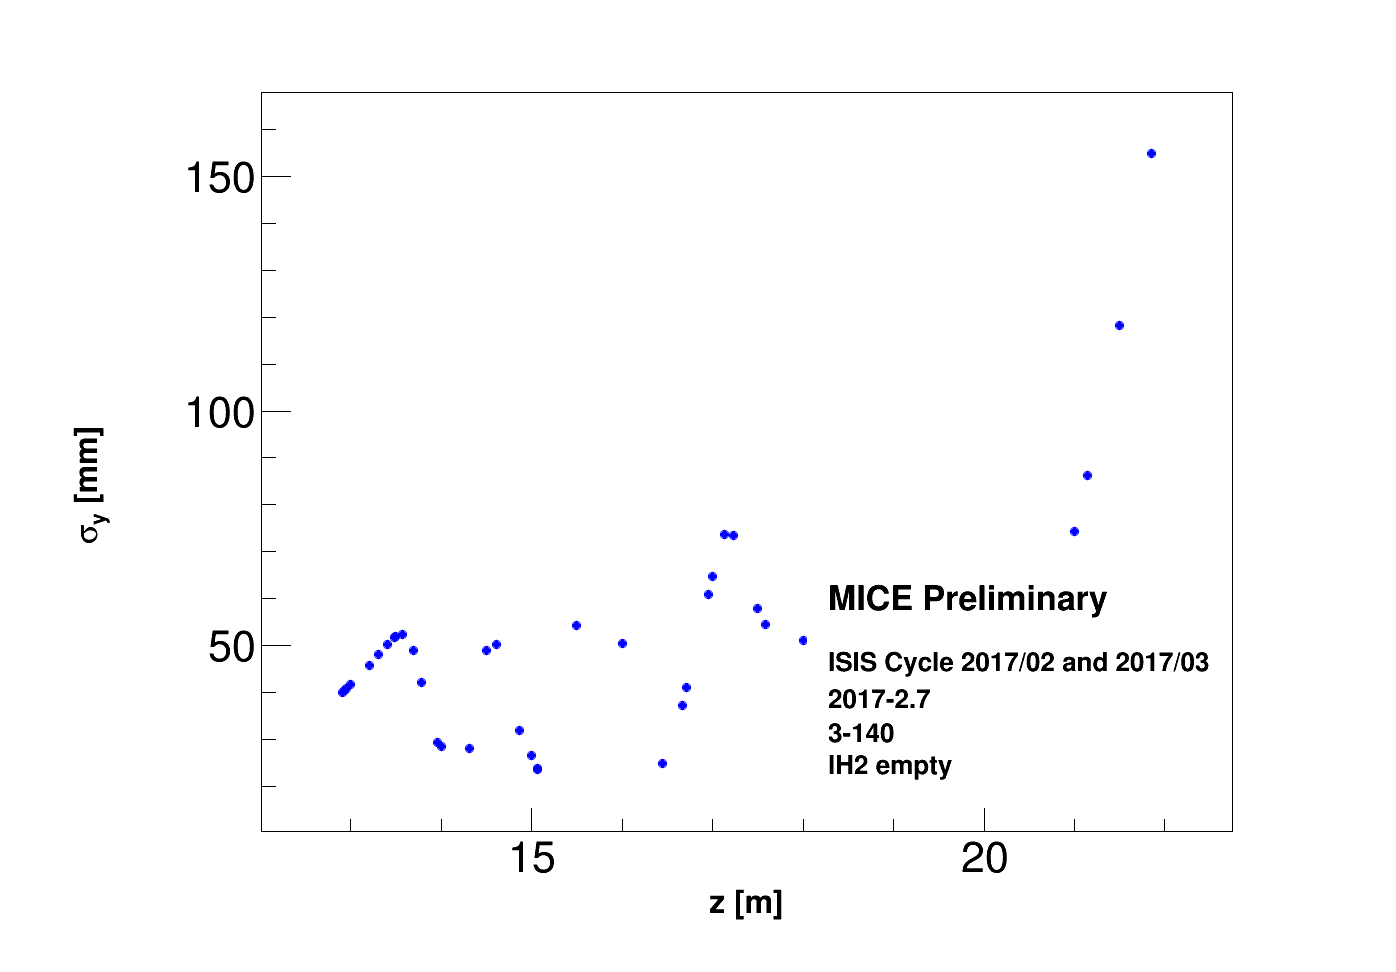 150
100
50
σy [mm]
MICE Preliminary
ISIS Cycle 2017/02 and 2017/03
2017-2.7
3-140
IH2 empty
15 20
z [m]